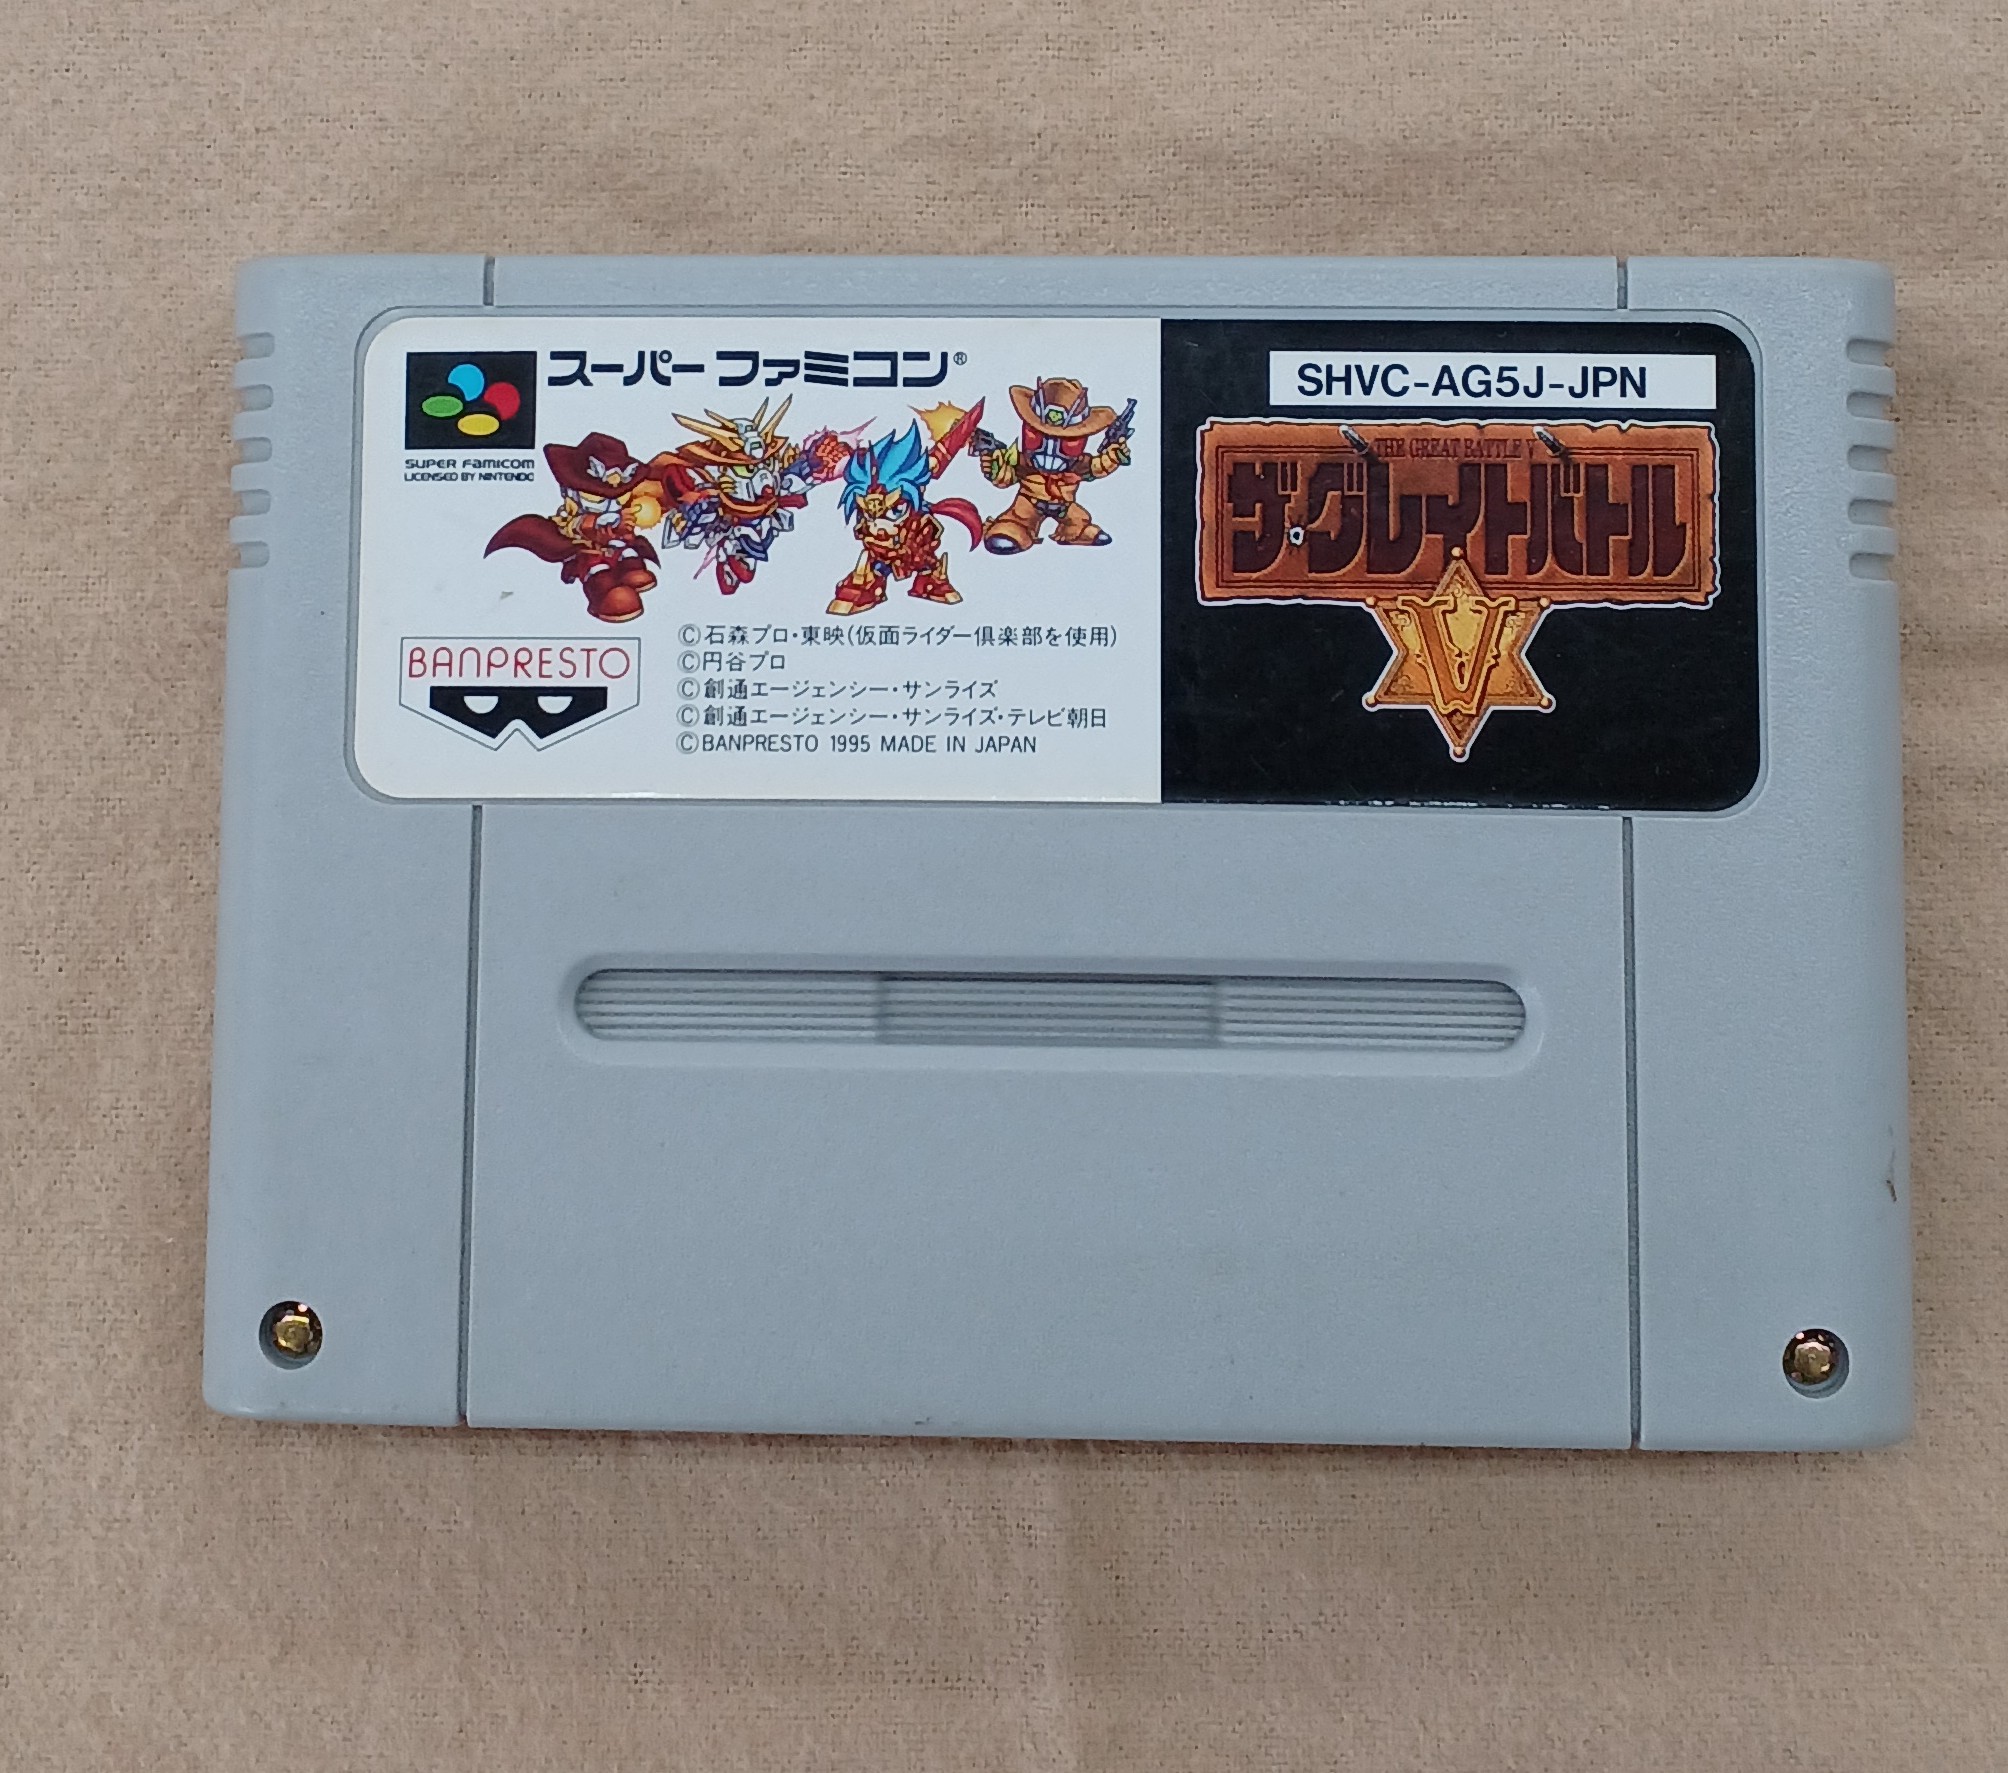 スーパーファミコン®
SUPER FAMICOM
LICENSED BY NINTENDO
BANPRESTO
Ⓒ石森プロ・東映(仮面ライダー倶楽部を使用)
Ⓒ円谷プロ
Ⓒ創通エージェンシー・サンライズ
Ⓒ創通エージェンシー・サンライズ・テレビ朝日
ⒸBANPRESTO 1995 MADE IN JAPAN
SHVC-AG5J-JPN
THE GREAT BATTLE V
ザ・グレイトバトル
V